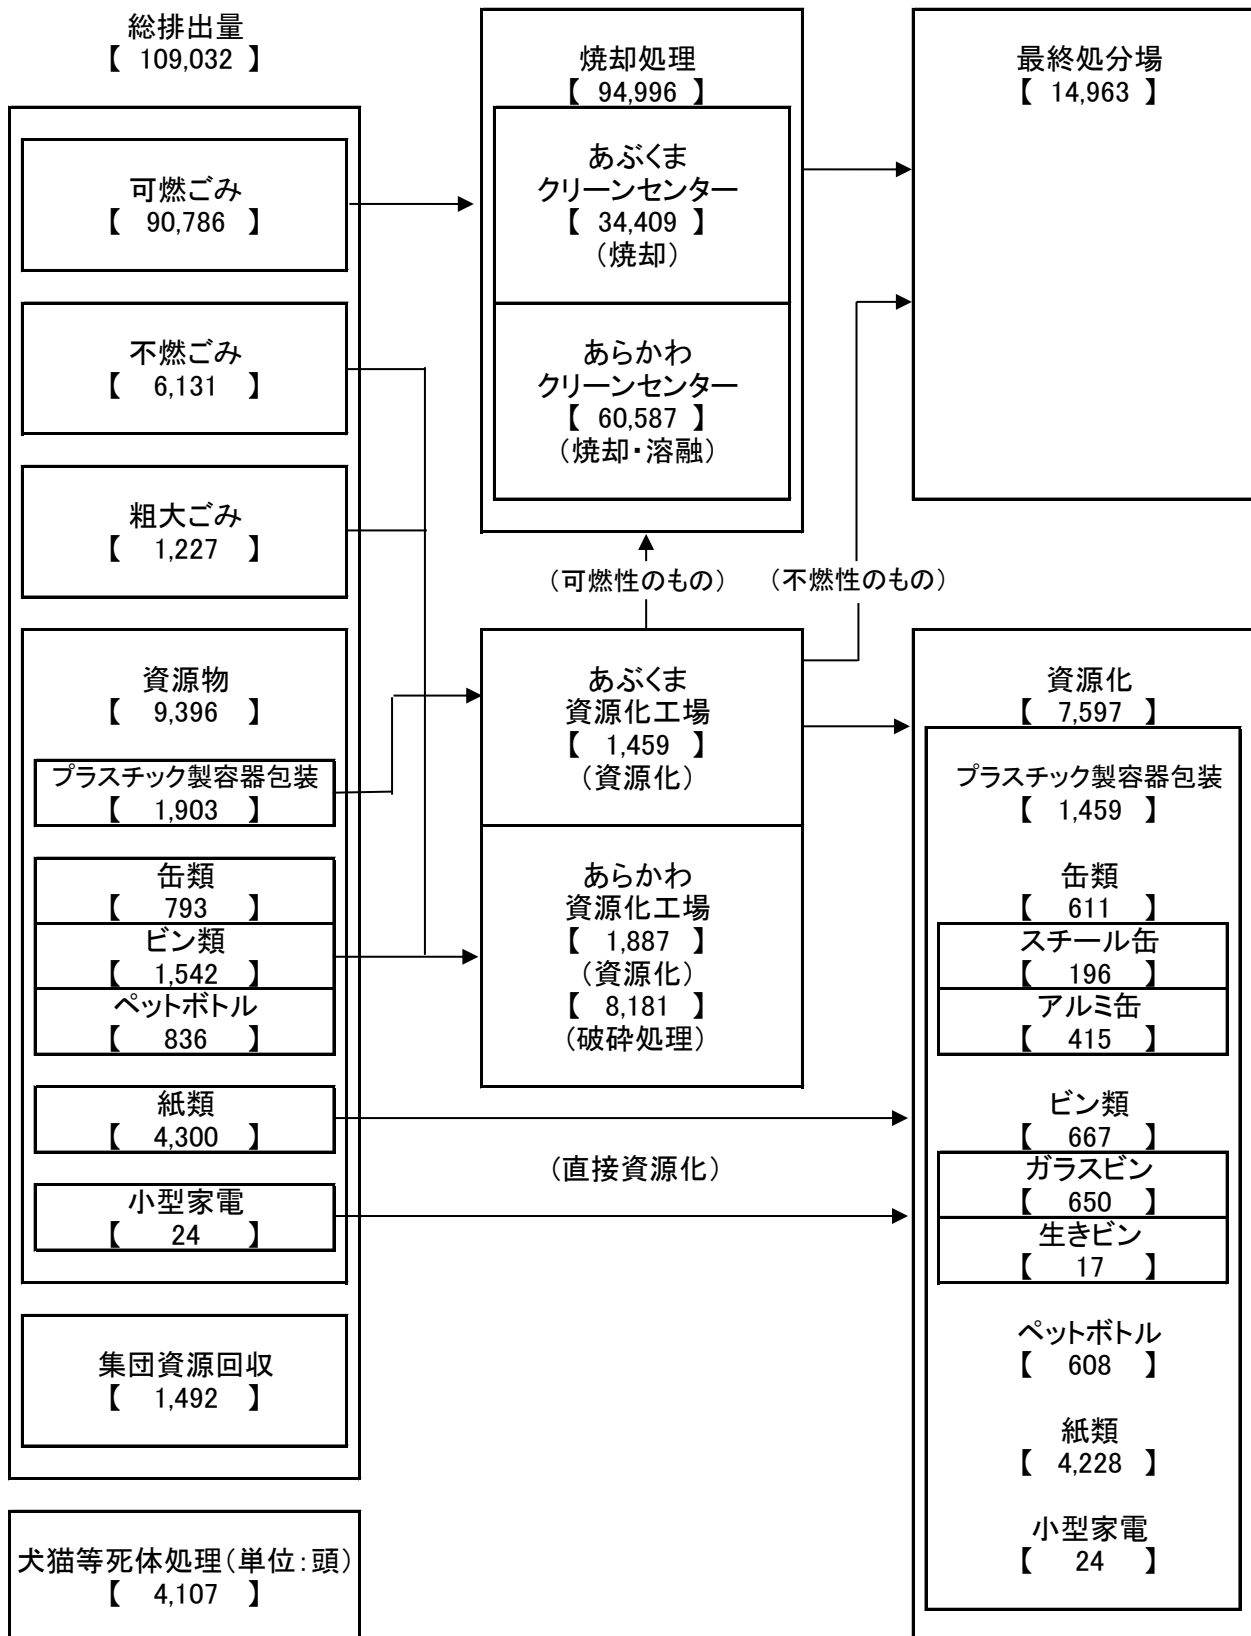 総排出量
【 109,032 】
可燃ごみ
【 90,786 】
不燃ごみ
【 6,131 】
粗大ごみ
【 1,227 】
資源物
【 9,396 】
プラスチック製容器包装
【 1,903 】
缶類
【 793 】
ビン類
【 1,542 】
ペットボトル
【 836 】
紙類
【 4,300 】
小型家電
【 24 】
集団資源回収
【 1,492 】
犬猫等死体処理(単位:頭)
【 4,107 】
焼却処理
【 94,996 】
あぶくま
クリーンセンター
【 34,409 】
(焼却)
あらかわ
クリーンセンター
【 60,587 】
(焼却・溶融)
(可燃性のもの)
(不燃性のもの)
あぶくま
資源化工場
【 1,459 】
(資源化)
あらかわ
資源化工場
【 1,887 】
(資源化)
【 8,181 】
(破砕処理)
(直接資源化)
最終処分場
【 14,963 】
資源化
【 7,597 】
プラスチック製容器包装
【 1,459 】
缶類
【 611 】
スチール缶
【 196 】
アルミ缶
【 415 】
ビン類
【 667 】
ガラスビン
【 650 】
生きビン
【 17 】
ペットボトル
【 608 】
紙類
【 4,228 】
小型家電
【 24 】